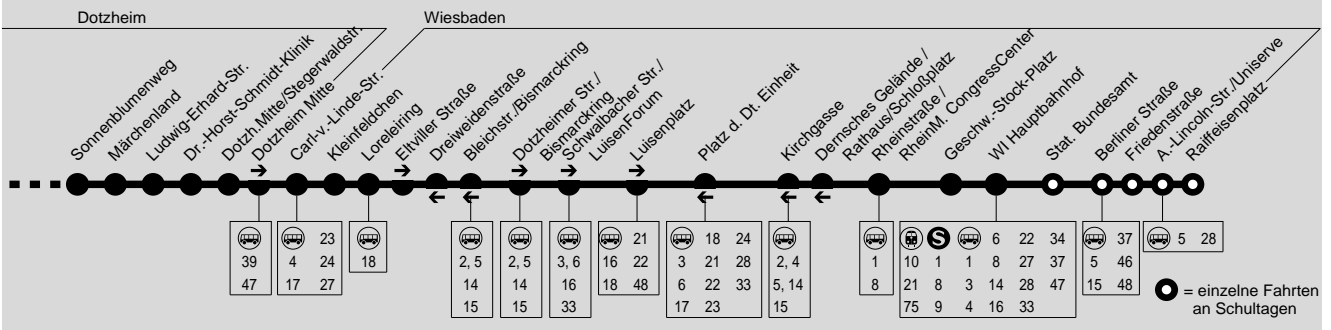 Dotzheim
Wiesbaden
Sonnenblumenweg
Märchenland
Ludwig-Erhard-Str.
Dr.-Horst-Schmidt-Klinik
Dotzh.Mitte/Stegerwaldstr.
Dotzheim Mitte
Carl-v.-Linde-Str.
Kleinfeldchen
Loreleiring
Eltviller Straße
Dreiweidenstraße
Bleichstr./Bismarckring
Dotzheimer Str./
Bismarckring
Schwalbacher Str./
LuisenForum
Luisenplatz
Platz d. Dt. Einheit
Kirchgasse
Dernsches Gelände /
Rathaus/Schloßplatz
Rheinstraße /
RheinM. CongressCenter
Geschw.-Stock-Platz
WI Hauptbahnhof
Stat. Bundesamt
Berliner Straße
Friedenstraße
A.-Lincoln-Str./Uniserve
Raiffeisenplatz
39
47
23
4 24
17 27
18
2, 5
14
15
2, 5
14
15
3, 6
16
33
21
16 22
18 48
18 24
3 21 28
6 22 33
17 23
2, 4
5, 14
15
1
8
S 6 22 34
10 1 1 8 27 37
21 8 3 14 28 47
75 9 4 16 33
37
5 46
15 48
5 28
= einzelne Fahrten
an Schultagen